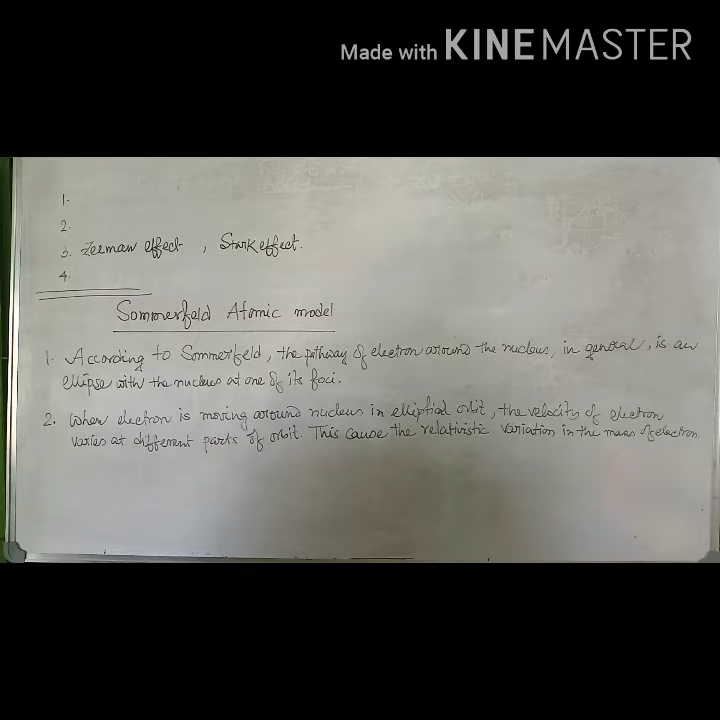 Made with KINEMASTER
1.
2.
3. Zeeman effect , Stark effect.
4.
Sommerfeld Atomic model
1. According to Sommerfeld, the pathway of electron around the nucleus, in general, is an
ellipse with the nucleus at one of its foci.
2. When electron is moving around nucleus in elliptial orbit, the velocity of electron
varies at different parts of orbit. This cause the relativistic variation in the mass of electron.